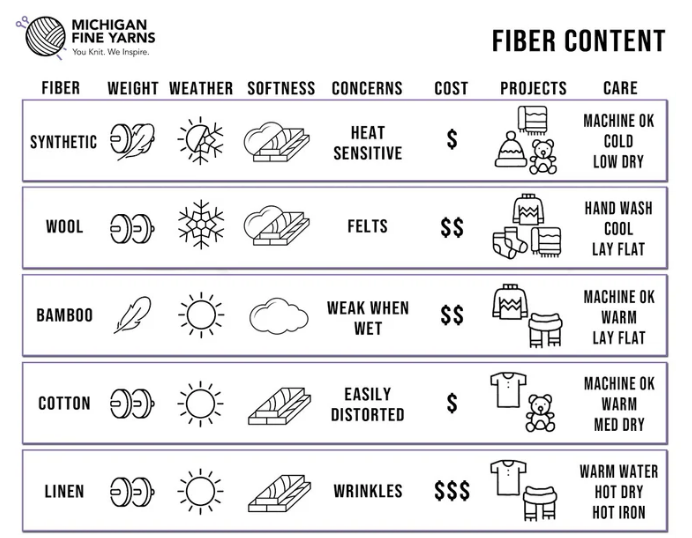 MICHIGAN
FINE YARNS
You Knit. We Inspire.
FIBER CONTENT
FIBER WEIGHT WEATHER SOFTNESS CONCERNS COST PROJECTS CARE
SYNTHETIC
HEAT
SENSITIVE
$
MACHINE OK
COLD
LOW DRY
WOOL
FELTS
$$
HAND WASH
COOL
LAY FLAT
BAMBOO
WEAK WHEN
WET
$$
MACHINE OK
WARM
LAY FLAT
COTTON
EASILY
DISTORTED
$
MACHINE OK
WARM
MED DRY
LINEN
WRINKLES
$$$
WARM WATER
HOT DRY
HOT IRON